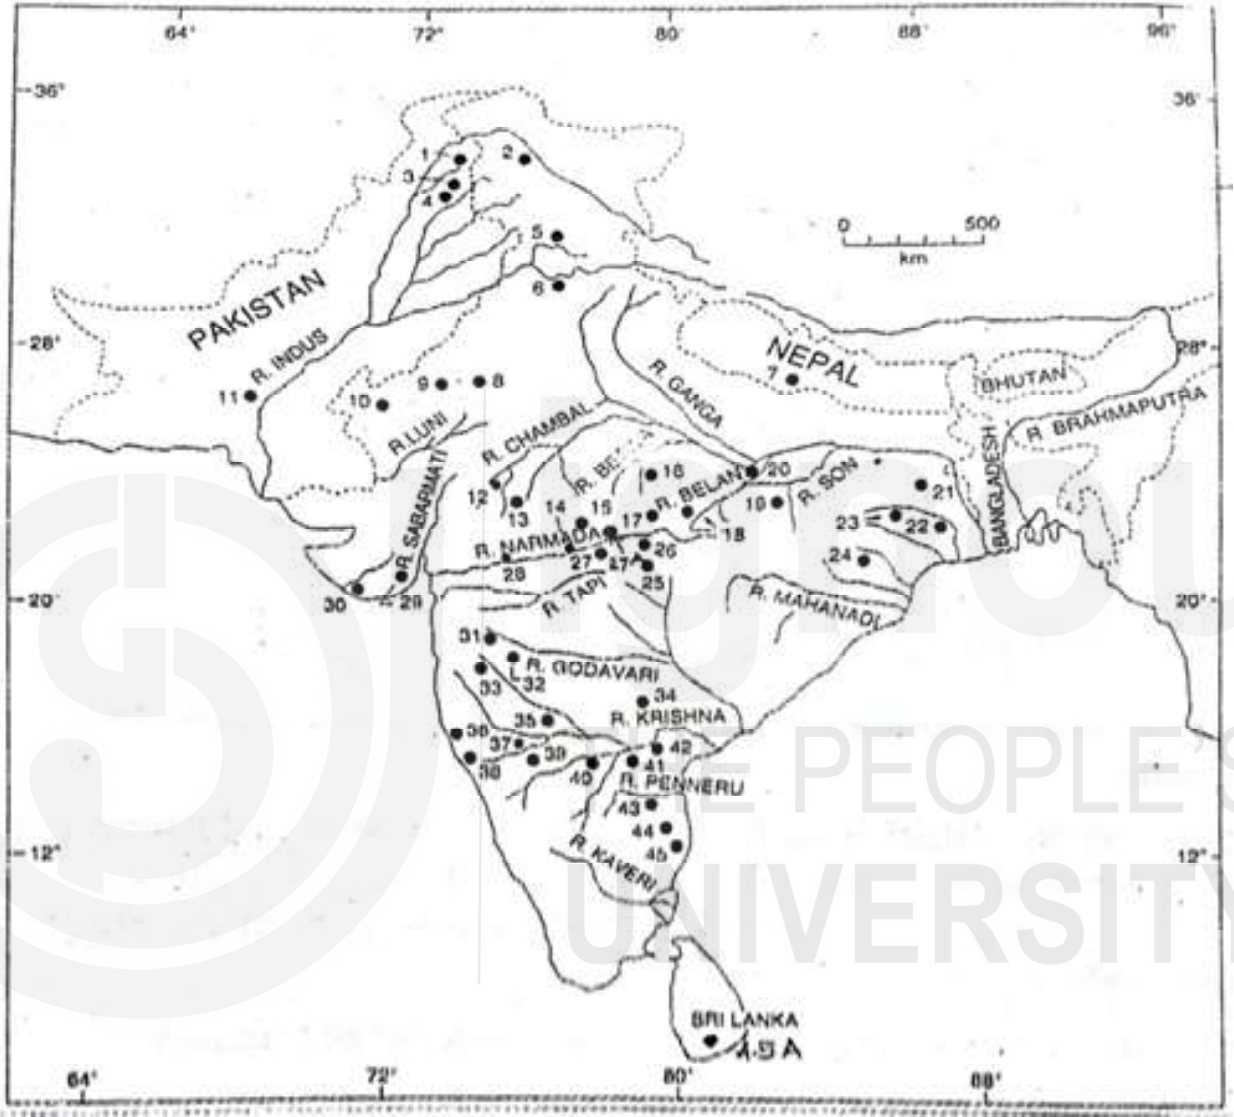 64° 72° 80° 88° 96°
36° 36°
1 2
3
4
5
0 500
km
6
PAKISTAN
28° 28°
R. INDUS
NEPAL
7
BHUTAN
9 8
11
10
R. GANGA
R. BRAHMAPUTRA
R LUNI
R. CHAMBAL
BANGLADESH
R. SABARMATI
16
20
R. SON
21
12
R. BELAN
19
13
14
15
17
18
23
22
R. NARMADA
26
24
28
27
25
R. TAPI
20° 20°
30
29
R. MAHANADI
31
R. GODAVARI
33
32
34
35
R. KRISHNA
36
37
39
42
38
40
41
R. PENNERU
43
44
12° 12°
R. KAVERI
45
ignou
THE PEOPLE'S
UNIVERSITY
SRI LANKA
64° 72° 80° 88°